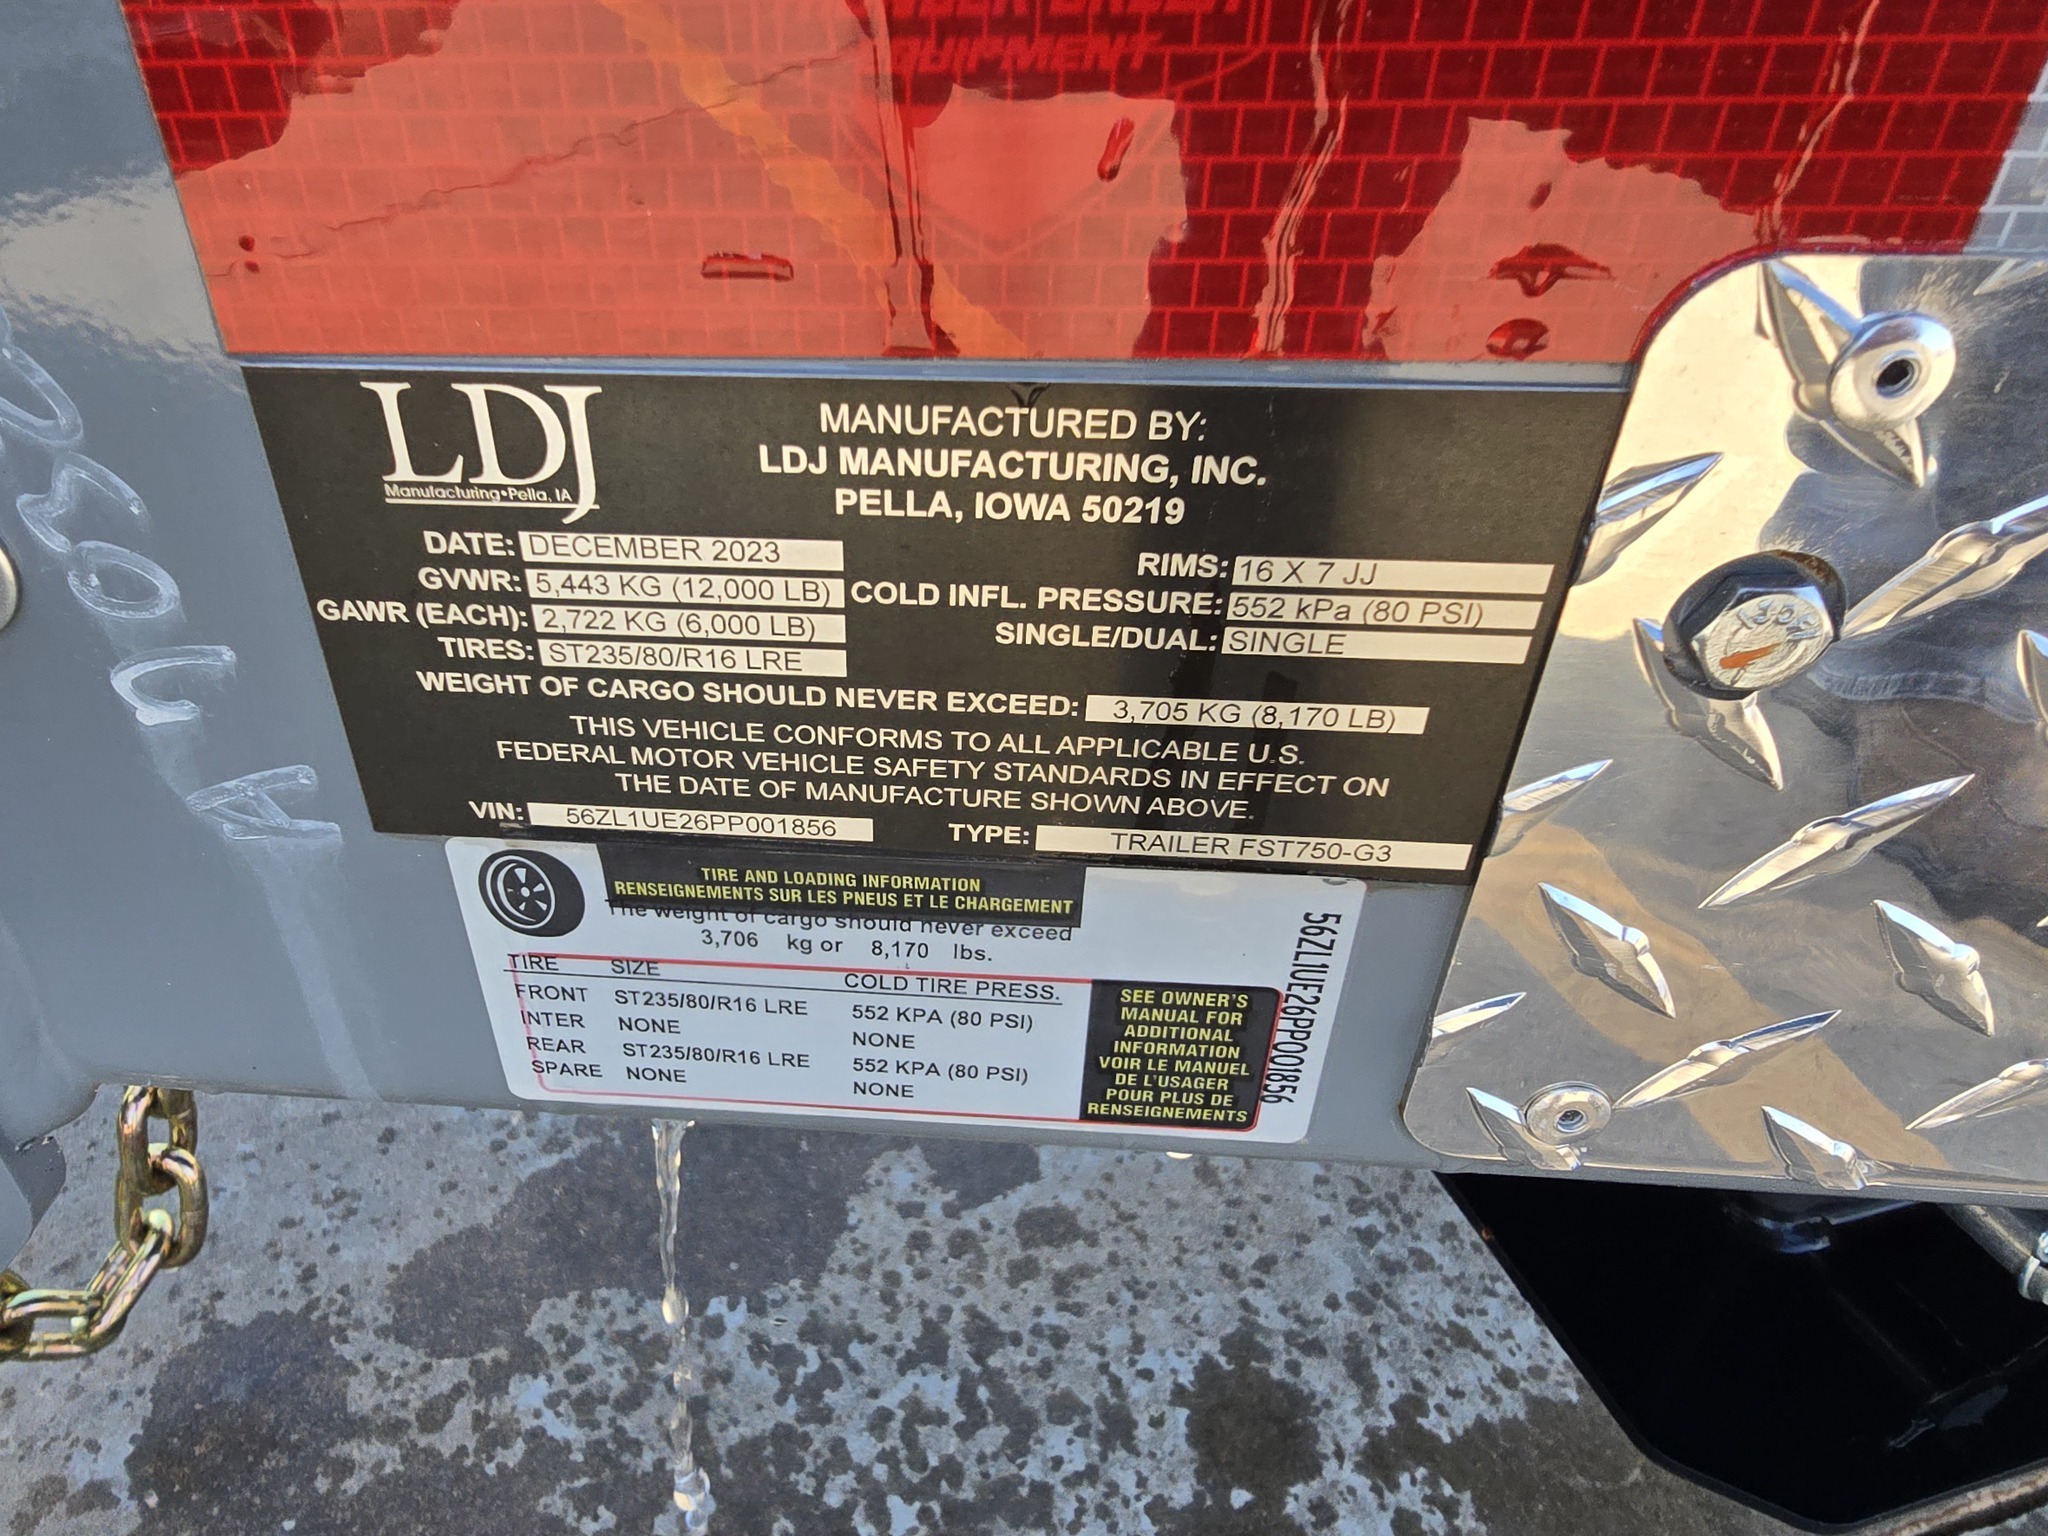 EQUIPMENT
LDJ
Manufacturing•Pella, IA
MANUFACTURED BY:
LDJ MANUFACTURING, INC.
PELLA, IOWA 50219
DATE: DECEMBER 2023
GVWR: 5,443 KG (12,000 LB)
GAWR (EACH): 2,722 KG (6,000 LB)
TIRES: ST235/80/R16 LRE
RIMS: 16 X 7 JJ
COLD INFL. PRESSURE: 552 kPa (80 PSI)
SINGLE/DUAL: SINGLE
WEIGHT OF CARGO SHOULD NEVER EXCEED: 3,705 KG (8,170 LB)
THIS VEHICLE CONFORMS TO ALL APPLICABLE U.S.
FEDERAL MOTOR VEHICLE SAFETY STANDARDS IN EFFECT ON
THE DATE OF MANUFACTURE SHOWN ABOVE.
VIN: 56ZL1UE26PP001856
TYPE: TRAILER FST750-G3
TIRE AND LOADING INFORMATION
RENSEIGNEMENTS SUR LES PNEUS ET LE CHARGEMENT
The weight of cargo should never exceed
3,706 kg or 8,170 lbs.
TIRE SIZE COLD TIRE PRESS.
FRONT ST235/80/R16 LRE 552 KPA (80 PSI)
INTER NONE NONE
REAR ST235/80/R16 LRE 552 KPA (80 PSI)
SPARE NONE NONE
SEE OWNER'S
MANUAL FOR
ADDITIONAL
INFORMATION
VOIR LE MANUEL
DE L'USAGER
POUR PLUS DE
RENSEIGNEMENTS
56ZL1UE26PP001856